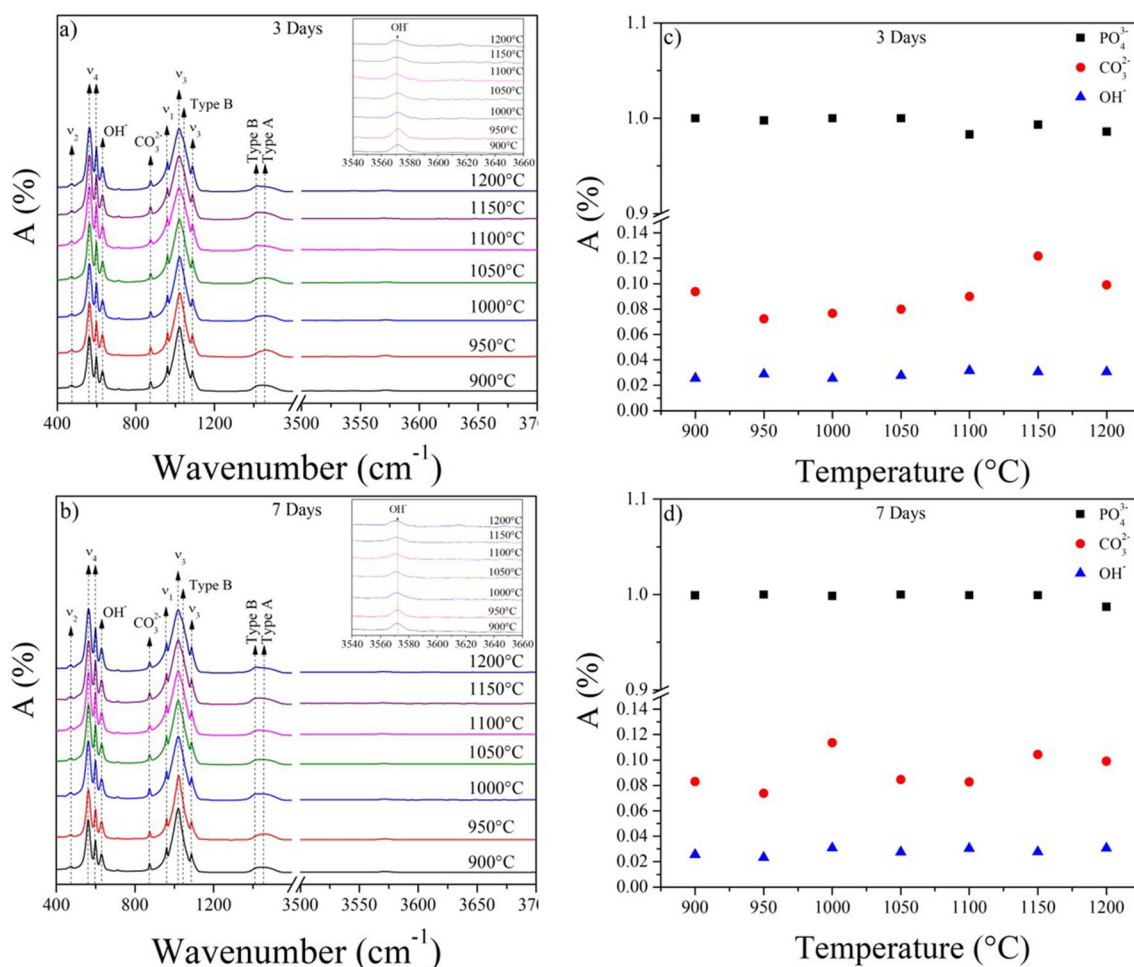 a)
3 Days
OH⁻
1200°C
1150°C
1100°C
1050°C
1000°C
950°C
900°C
3540 3560 3580 3600 3620 3640 3660
ν₂
ν₄
OH⁻
CO₃²⁻
ν₁
ν₃
Type B
ν₃
Type B
Type A
1200°C
1150°C
1100°C
1050°C
1000°C
950°C
900°C
A (%)
400 800 1200 3500 3550 3600 3650 370
Wavenumber (cm⁻¹)
c)
3 Days
PO₄³⁻
CO₃²⁻
OH⁻
1.1
1.0
0.9
0.14
0.12
0.10
0.08
0.06
0.04
0.02
0.00
A (%)
900 950 1000 1050 1100 1150 1200
Temperature (°C)
b)
7 Days
OH⁻
1200°C
1150°C
1100°C
1050°C
1000°C
950°C
900°C
3540 3560 3580 3600 3620 3640 3660
ν₂
ν₄
OH⁻
CO₃²⁻
ν₁
ν₃
Type B
ν₃
Type B
Type A
1200°C
1150°C
1100°C
1050°C
1000°C
950°C
900°C
A (%)
400 800 1200 3500 3550 3600 3650 370
Wavenumber (cm⁻¹)
d)
7 Days
PO₄³⁻
CO₃²⁻
OH⁻
1.1
1.0
0.9
0.14
0.12
0.10
0.08
0.06
0.04
0.02
0.00
A (%)
900 950 1000 1050 1100 1150 1200
Temperature (°C)